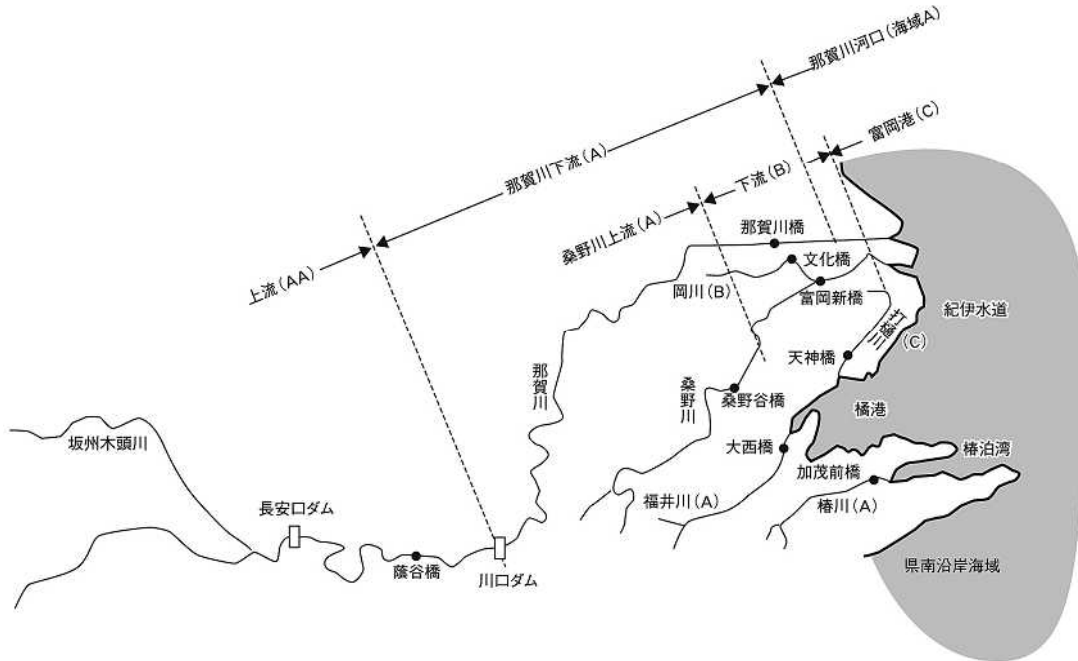 那賀川河口(海域A)
富岡港(C)
那賀川下流(A)
下流(B)
桑野川上流(A)
上流(AA)
那賀川橋
文化橋
岡川(B)
富岡新橋
紀伊水道
打樋川
(C)
天神橋
那賀川
桑野川
桑野谷橋
橘港
大西橋
椿泊湾
加茂前橋
坂州木頭川
福井川(A)
椿川(A)
長安口ダム
蔭谷橋
川口ダム
県南沿岸海域